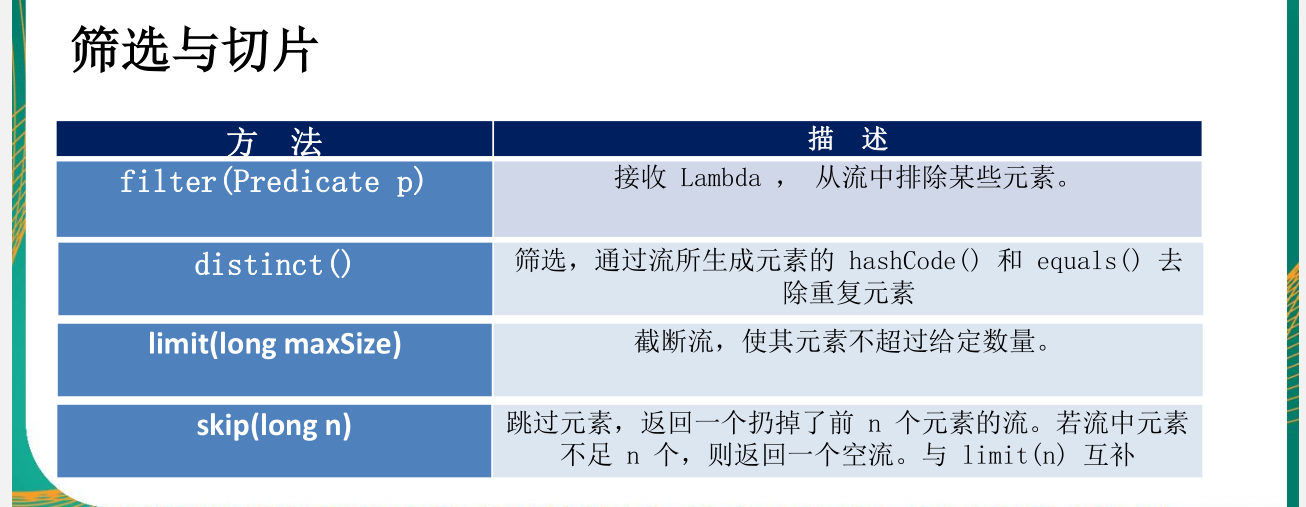 筛选与切片
方 法
描 述
filter(Predicate p)
接收 Lambda ， 从流中排除某些元素。
distinct()
筛选，通过流所生成元素的 hashCode() 和 equals() 去
除重复元素
limit(long maxSize)
截断流，使其元素不超过给定数量。
skip(long n)
跳过元素，返回一个扔掉了前 n 个元素的流。若流中元素
不足 n 个，则返回一个空流。与 limit(n) 互补